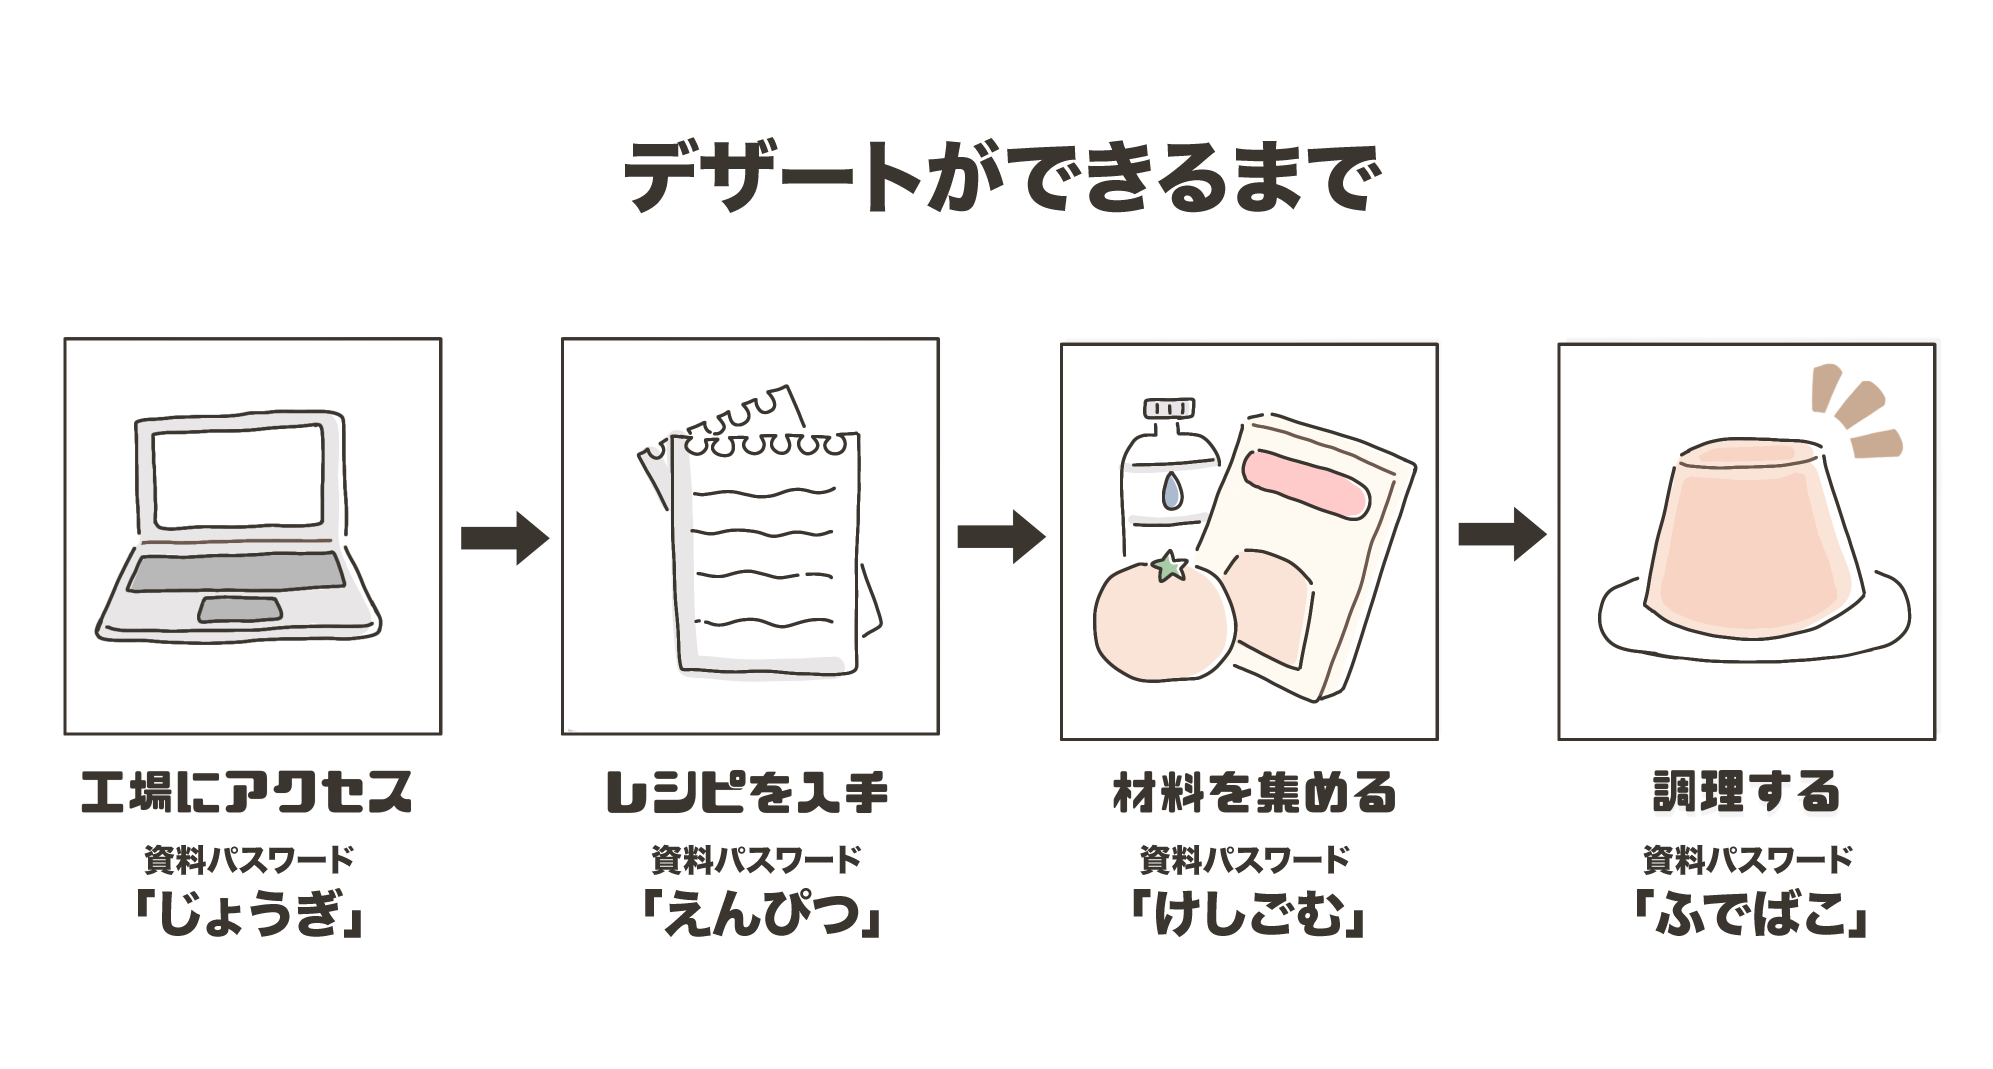 デザートができるまで
工場にアクセス
資料パスワード
「じょうぎ」
レシピを入手
資料パスワード
「えんぴつ」
材料を集める
資料パスワード
「けしごむ」
調理する
資料パスワード
「ふでばこ」